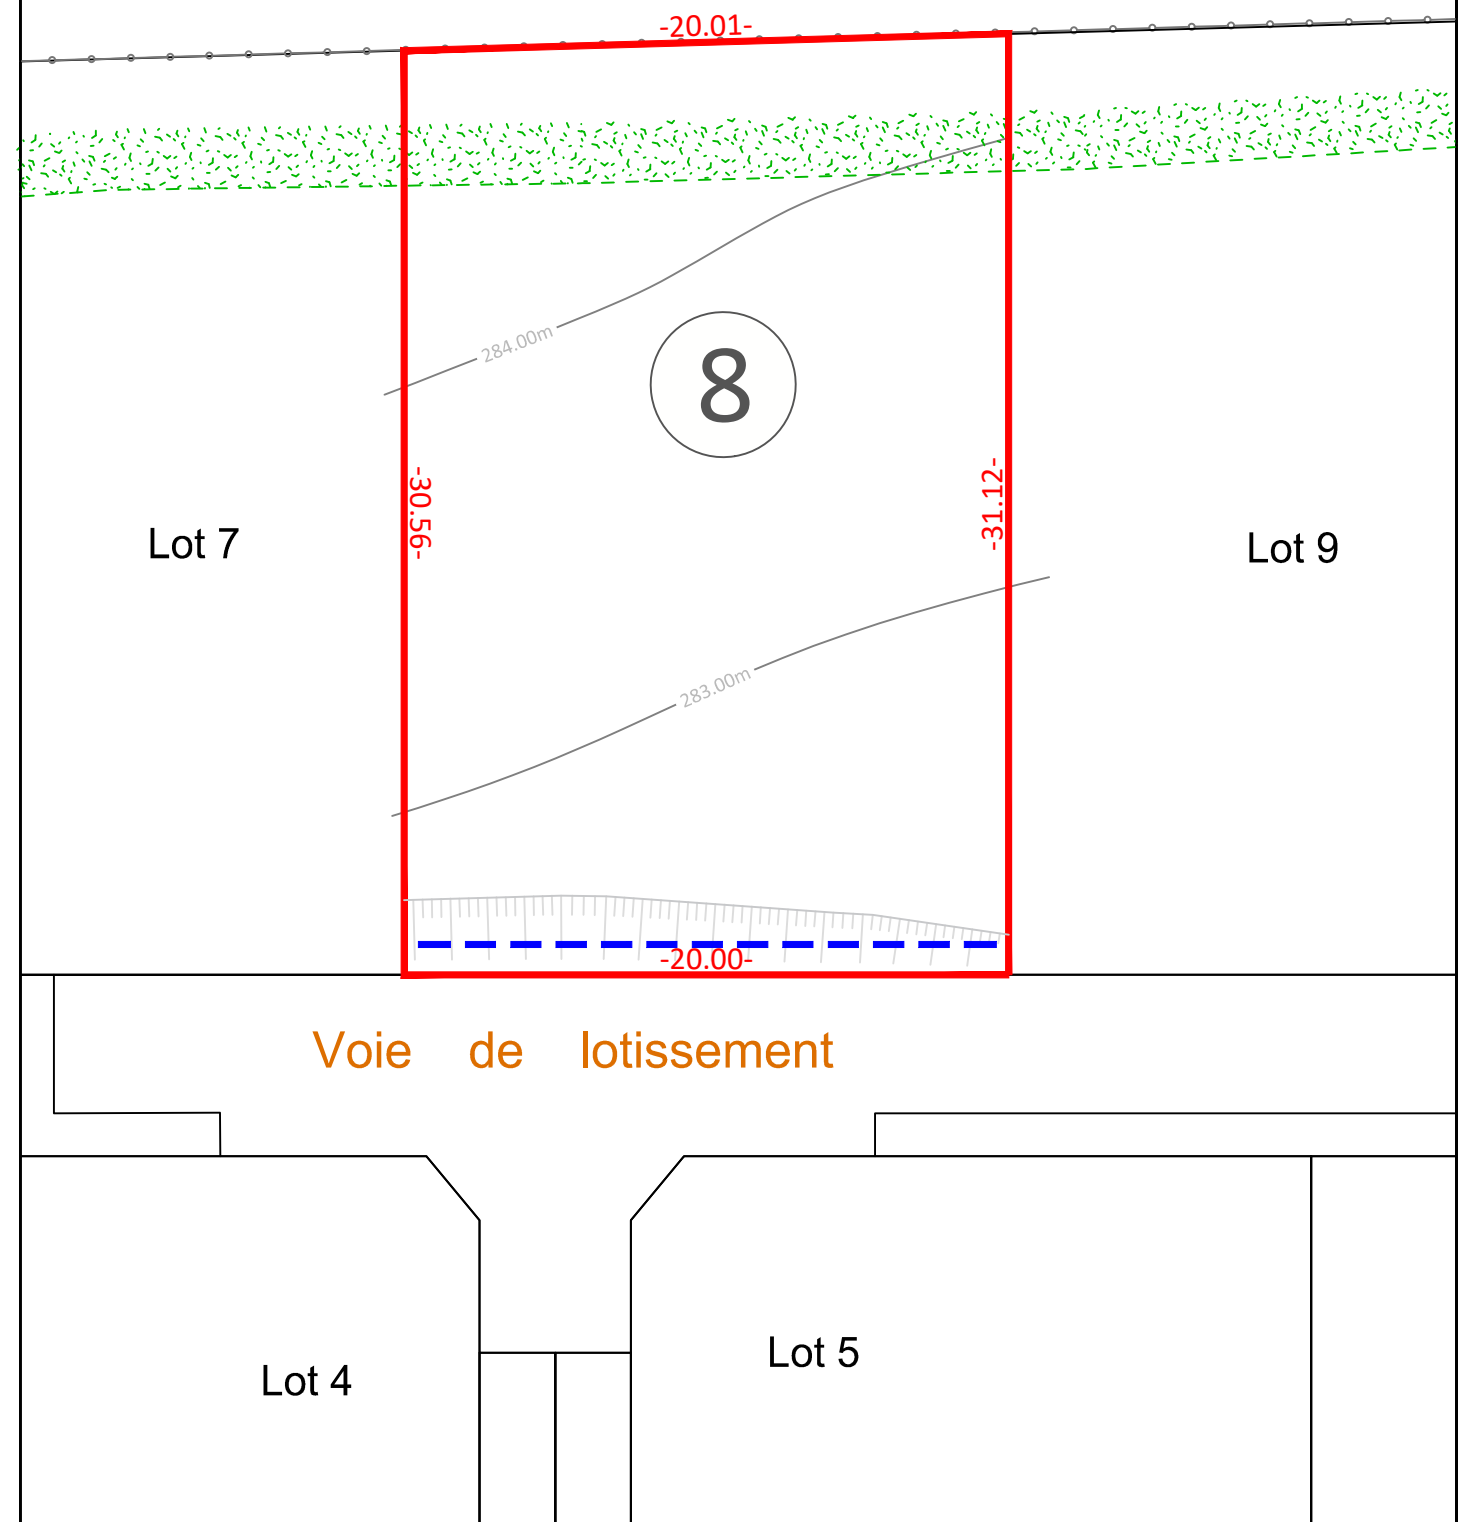 -20.01-
284.00m
8
-30.56-
-31.12-
Lot 7
Lot 9
283.00m
-20.00-
Voie de lotissement
Lot 5
Lot 4